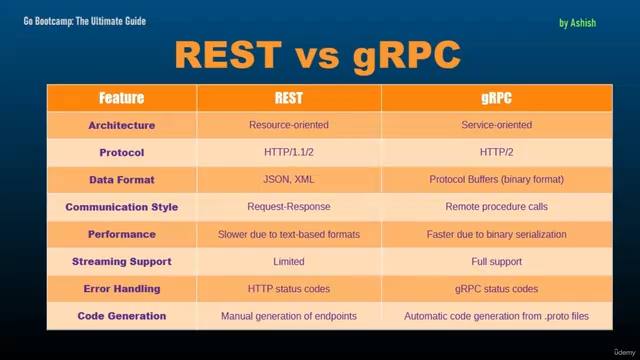 Go Bootcamp: The Ultimate Guide
by Ashish
REST vs gRPC
Feature REST gRPC
Architecture Resource-oriented Service-oriented
Protocol HTTP/1.1/2 HTTP/2
Data Format JSON, XML Protocol Buffers (binary format)
Communication Style Request-Response Remote procedure calls
Performance Slower due to text-based formats Faster due to binary serialization
Streaming Support Limited Full support
Error Handling HTTP status codes gRPC status codes
Code Generation Manual generation of endpoints Automatic code generation from .proto files
ûdemy